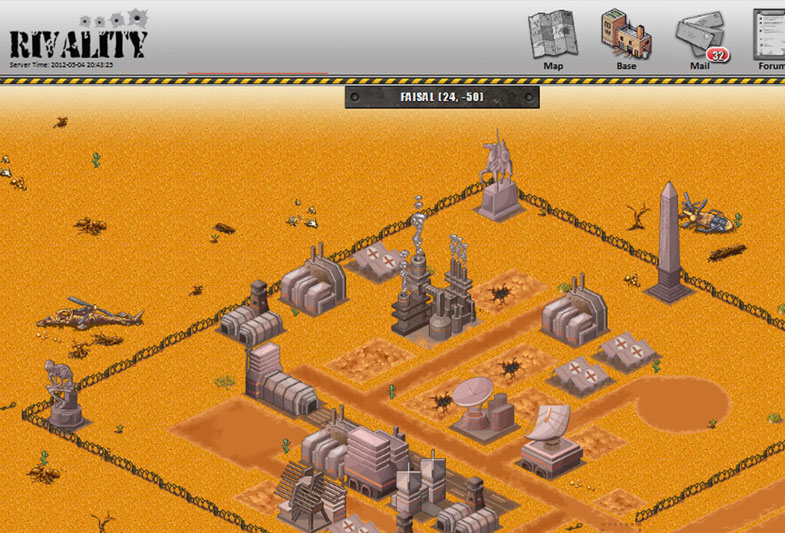 RIVALITY
Server Time: 2012-05-04 20:43:25
Map
Base
Mail
32
Forum
FAISAL (24, -50)